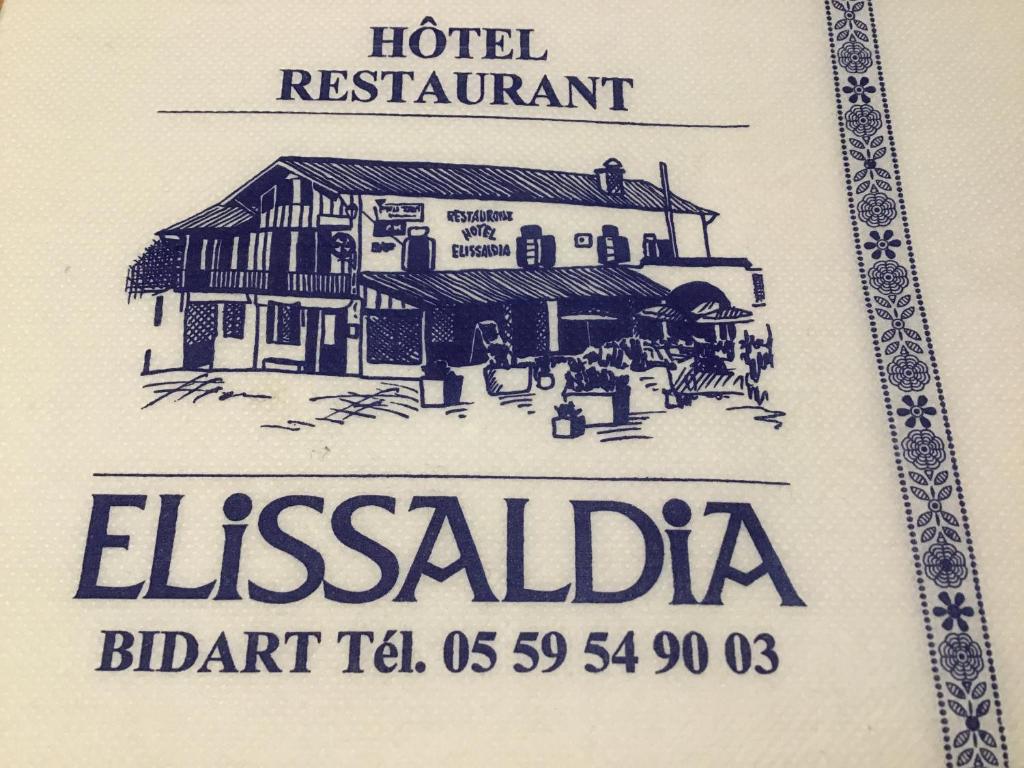 HÔTEL
RESTAURANT
RESTAURANT
HOTEL
ELISSALDIA
ELiSSALDiA
BIDART Tél. 05 59 54 90 03